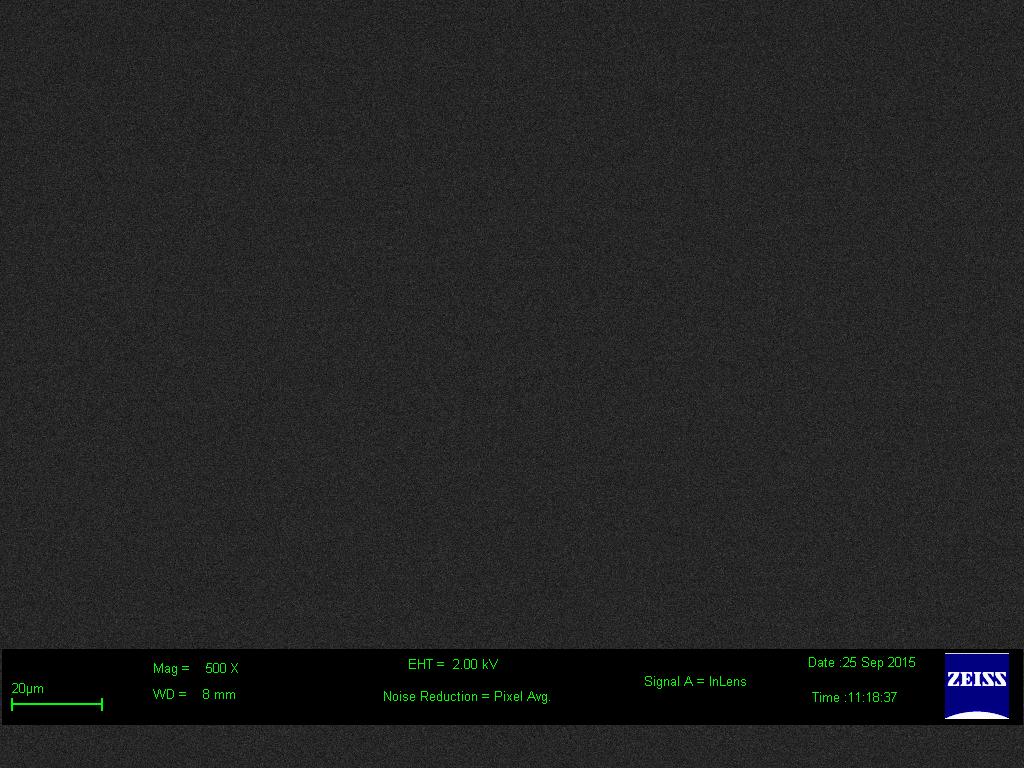 20µm
Mag = 500 X
WD = 8 mm
EHT = 2.00 kV
Noise Reduction = Pixel Avg.
Signal A = InLens
Date :25 Sep 2015
Time :11:18:37
ZEISS